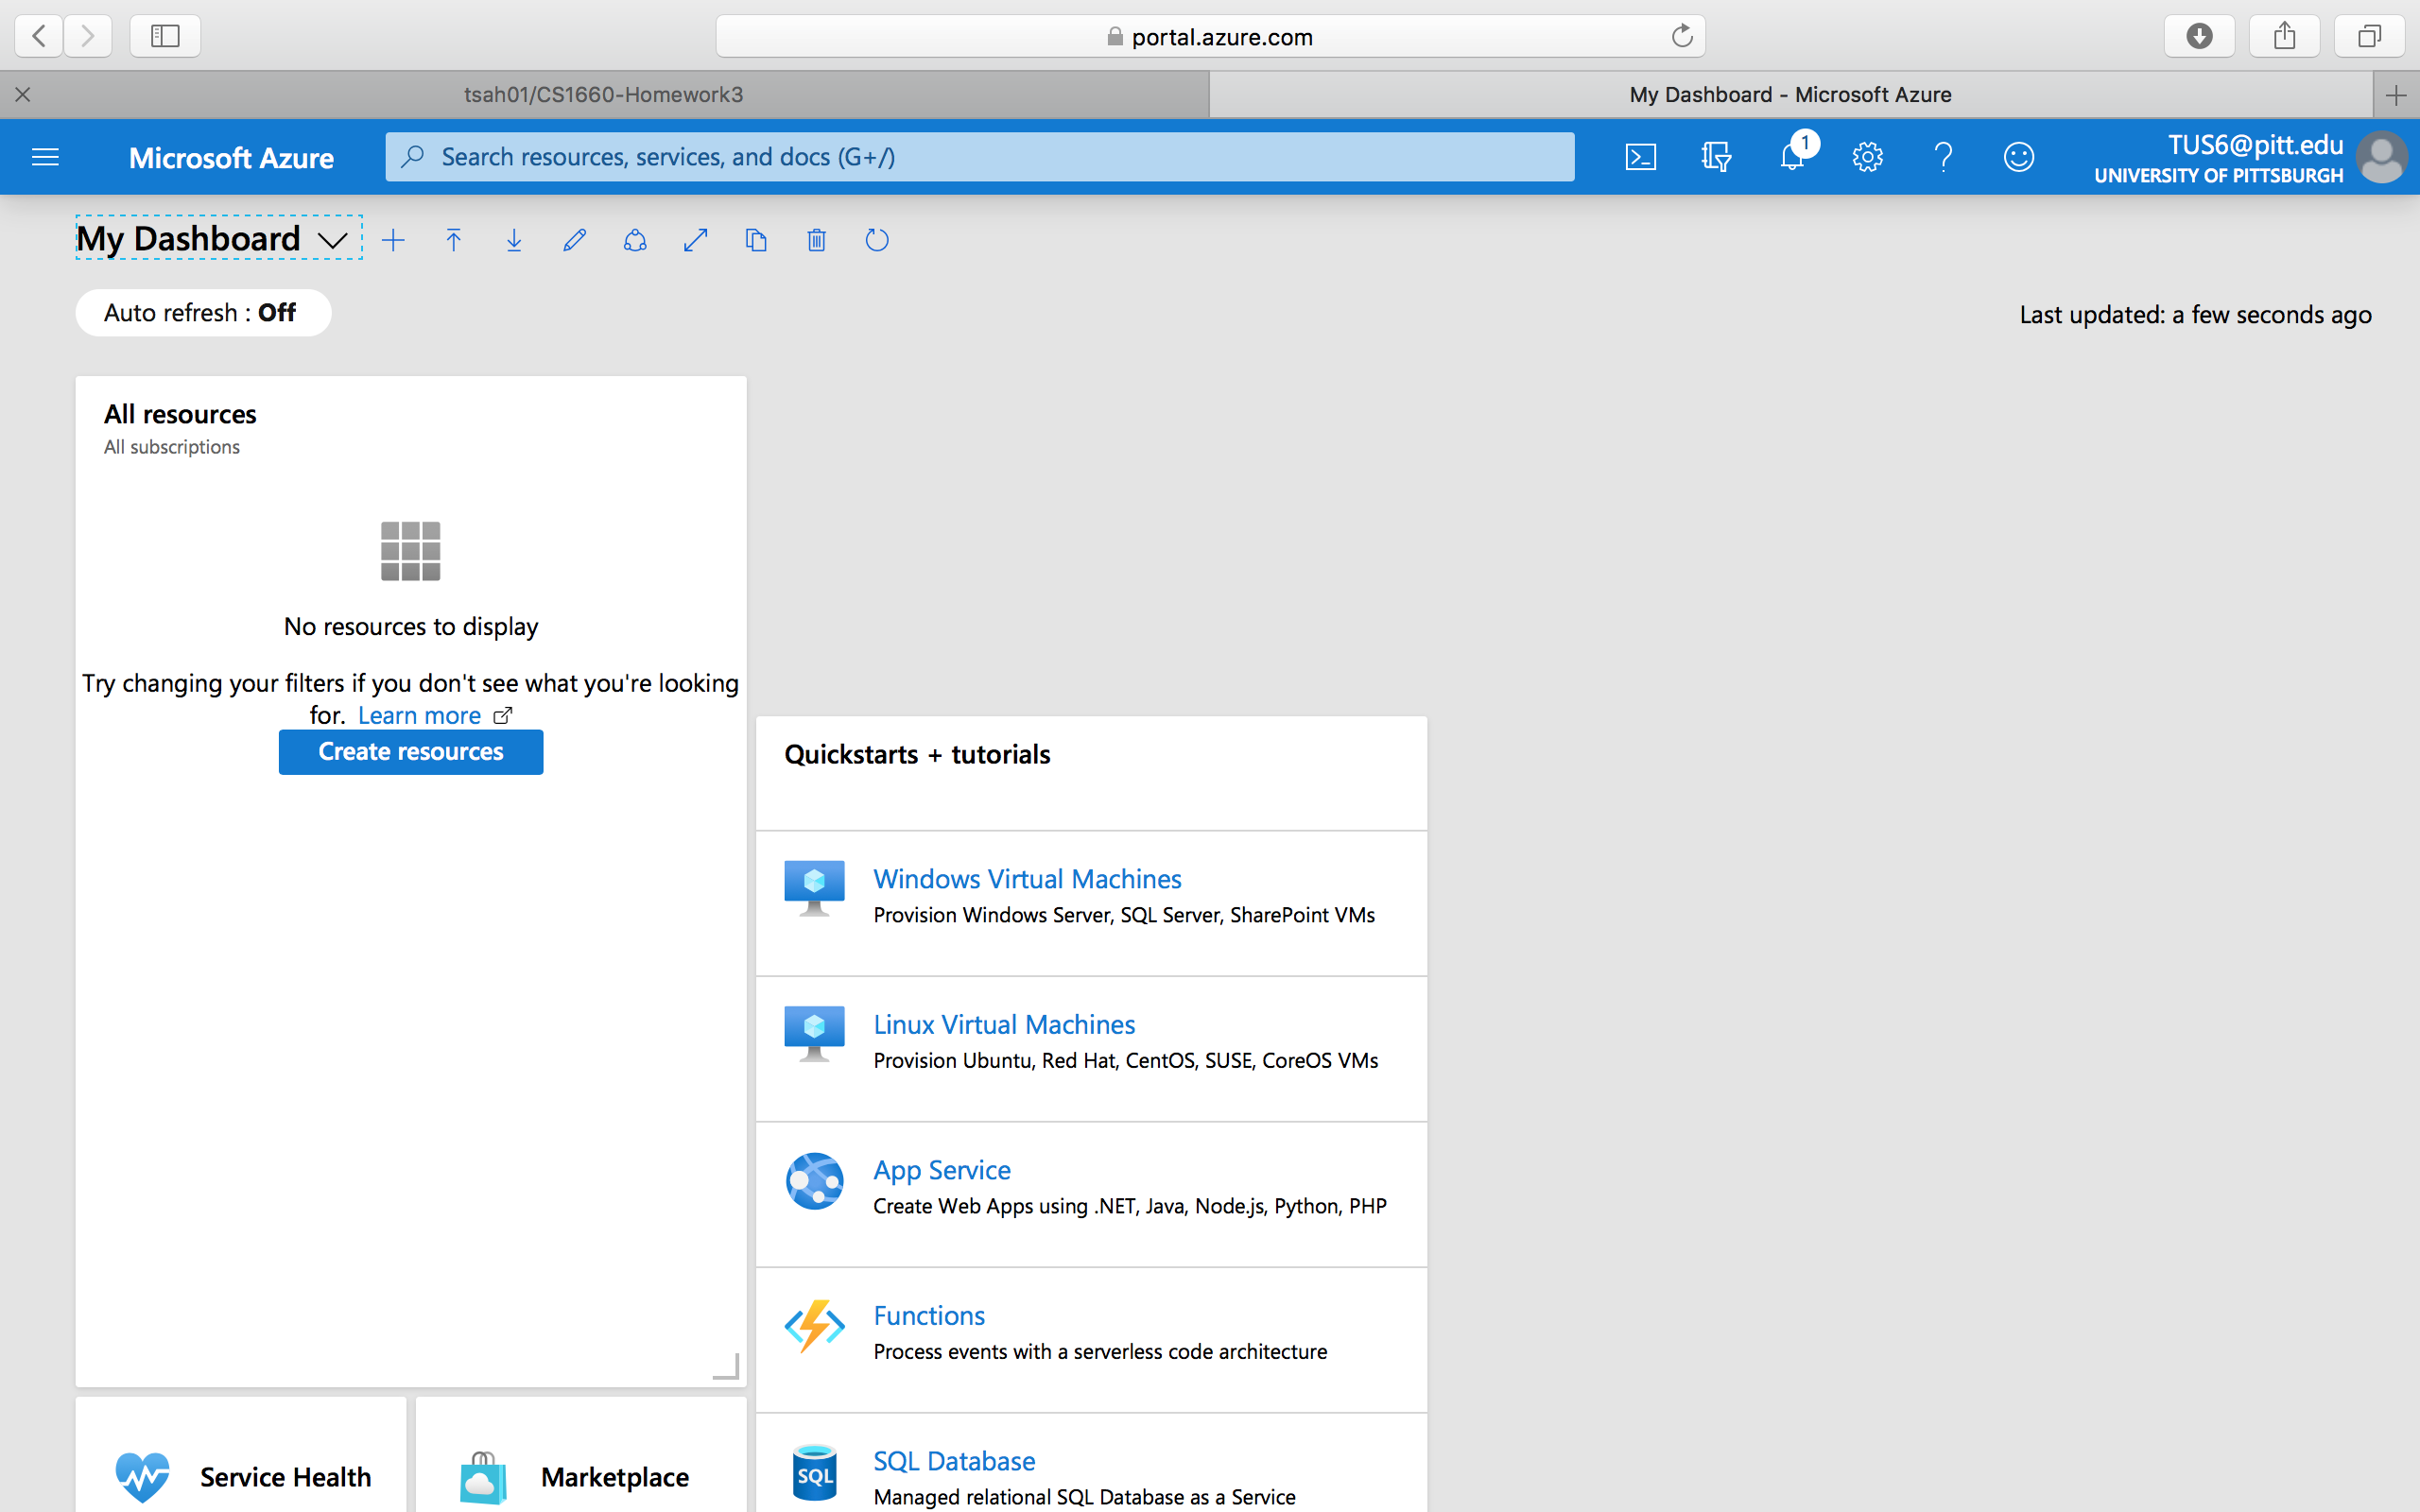 portal.azure.com
tsah01/CS1660-Homework3
My Dashboard - Microsoft Azure
Microsoft Azure
Search resources, services, and docs (G+/)
1
TUS6@pitt.edu
UNIVERSITY OF PITTSBURGH
My Dashboard
Auto refresh : Off
Last updated: a few seconds ago
All resources
All subscriptions
No resources to display
Try changing your filters if you don't see what you're looking
for. Learn more
Create resources
Quickstarts + tutorials
Windows Virtual Machines
Provision Windows Server, SQL Server, SharePoint VMs
Linux Virtual Machines
Provision Ubuntu, Red Hat, CentOS, SUSE, CoreOS VMs
App Service
Create Web Apps using .NET, Java, Node.js, Python, PHP
Functions
Process events with a serverless code architecture
SQL
SQL Database
Managed relational SQL Database as a Service
Service Health
Marketplace